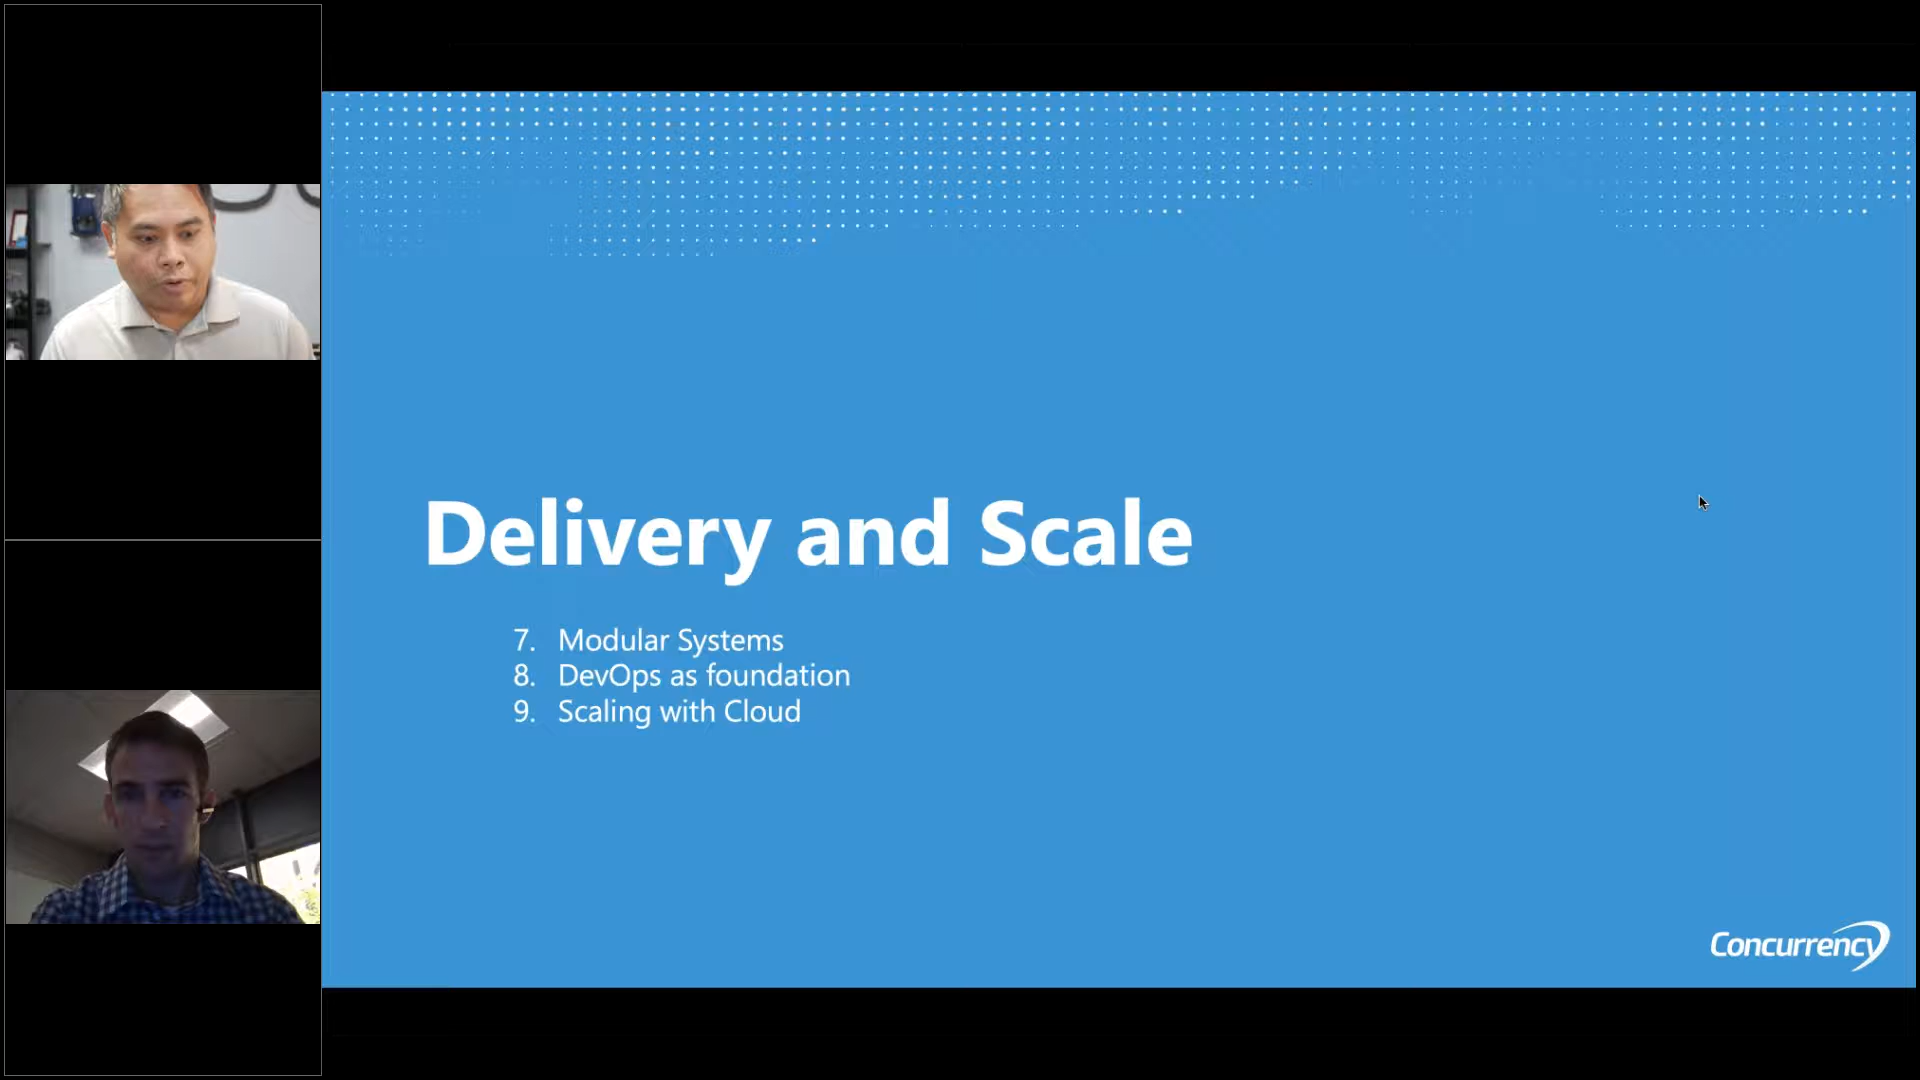 Delivery and Scale
7. Modular Systems
8. DevOps as foundation
9. Scaling with Cloud
Concurrency